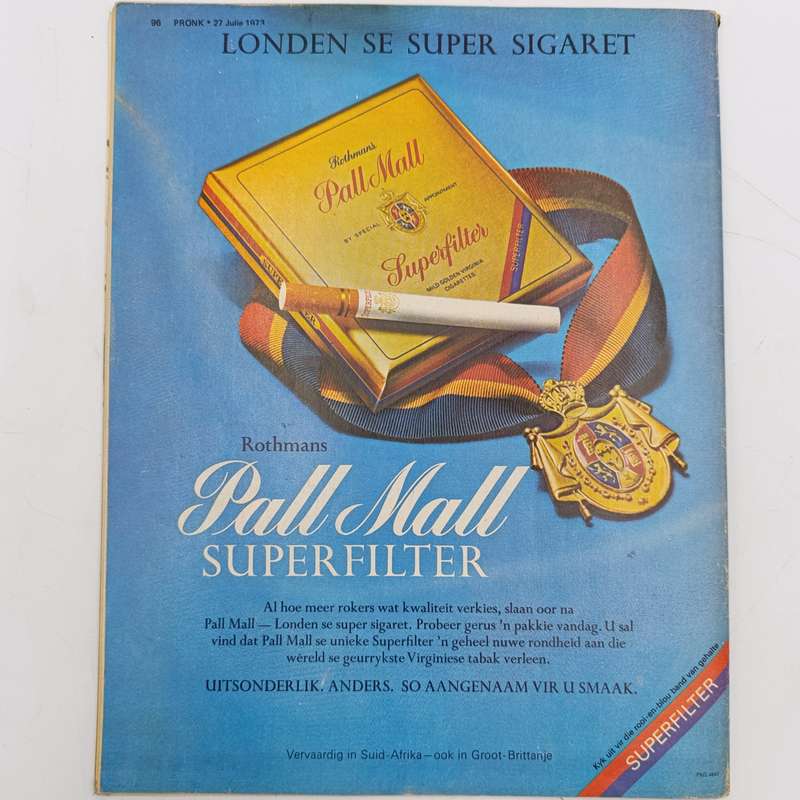 96 PRONK * 27 Julie 1973
LONDEN SE SUPER SIGARET
Rothmans
Pall Mall
BY SPECIAL APPOINTMENT
Superfilter
MILD GOLDEN VIRGINIA
CIGARETTES
SUPERFILTER
Rothmans
Pall Mall
SUPERFILTER
Al hoe meer rokers wat kwaliteit verkies, slaan oor na
Pall Mall — Londen se super sigaret. Probeer gerus 'n pakkie vandag. U sal
vind dat Pall Mall se unieke Superfilter 'n geheel nuwe rondheid aan die
wêreld se geurrykste Virginiese tabak verleen.
UITSONDERLIK. ANDERS. SO AANGENAAM VIR U SMAAK.
Kyk uit vir die rooi-en-blou band van gehalte
SUPERFILTER
Vervaardig in Suid-Afrika—ook in Groot-Brittanje